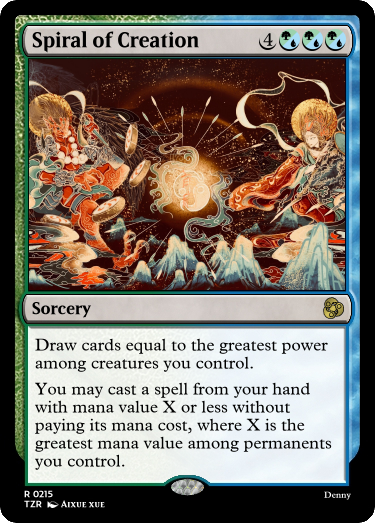 Spiral of Creation 4
Sorcery
Draw cards equal to the greatest power
among creatures you control.
You may cast a spell from your hand
with mana value X or less without
paying its mana cost, where X is the
greatest mana value among permanents
you control.
R 0215
TZR AIXUE XUE
Denny